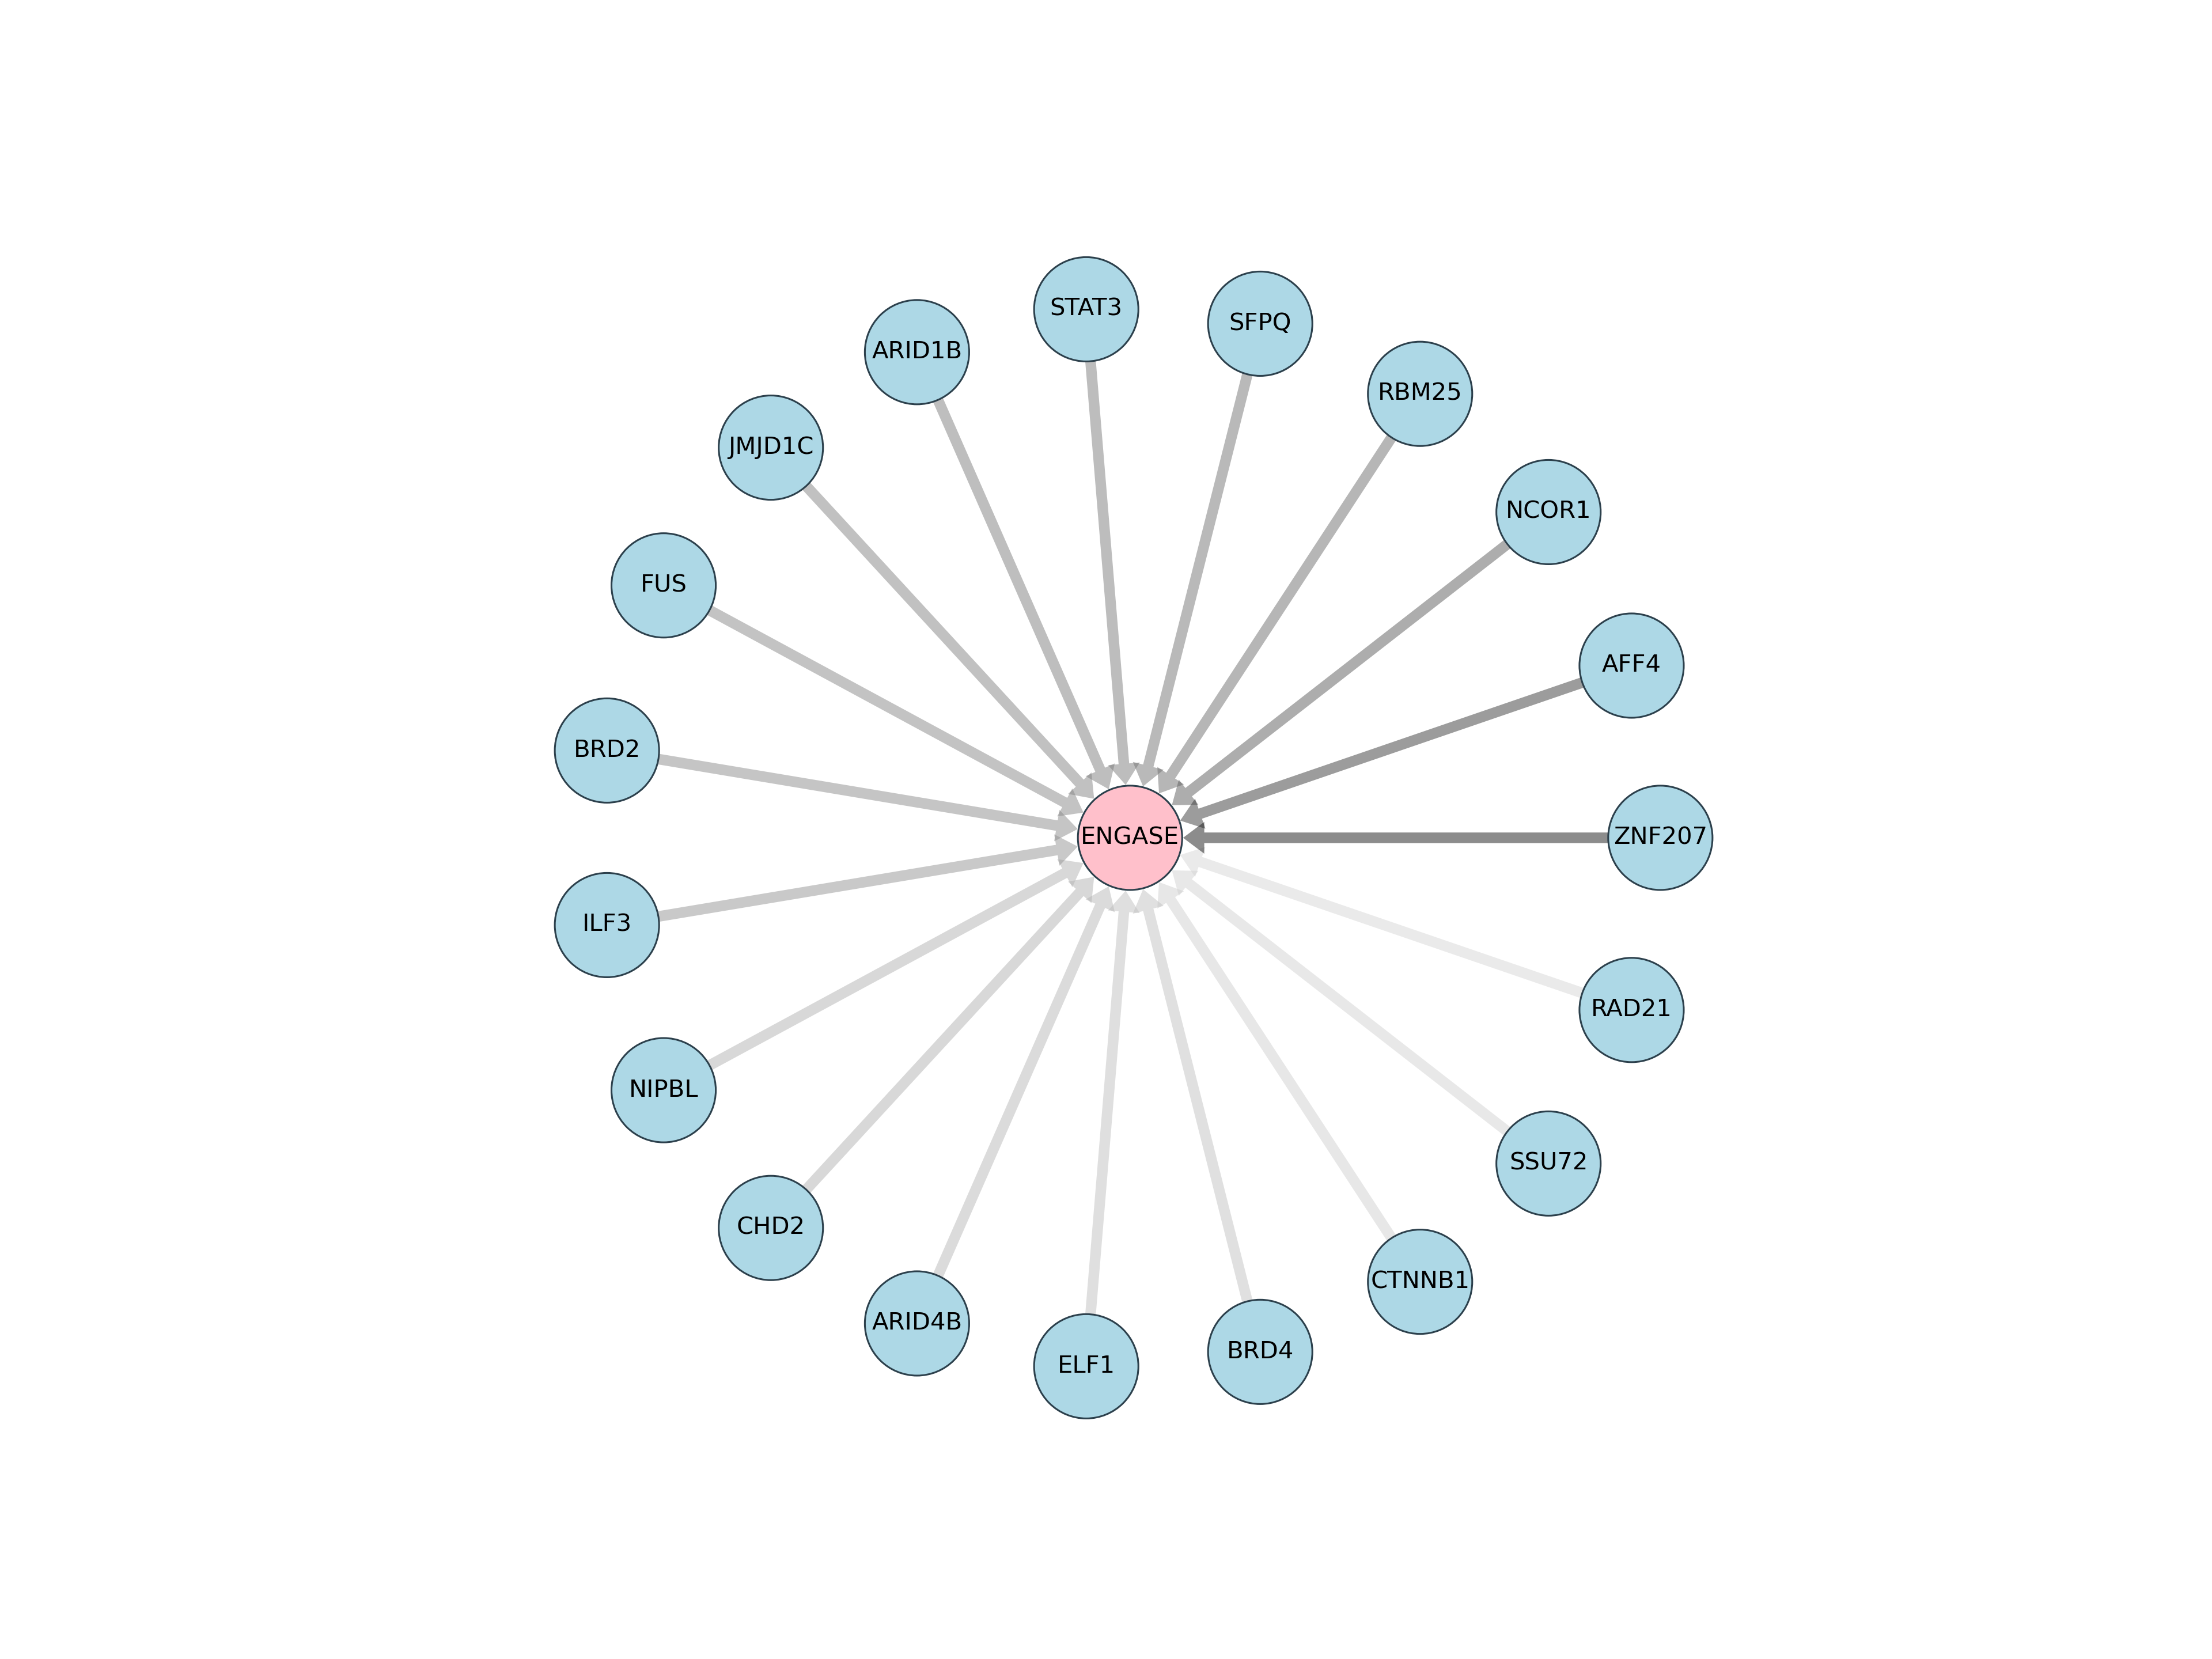 STAT3
SFPQ
ARID1B
RBM25
JMJD1C
NCOR1
FUS
AFF4
BRD2
ENGASE
ZNF207
ILF3
RAD21
NIPBL
SSU72
CHD2
CTNNB1
ARID4B
BRD4
ELF1